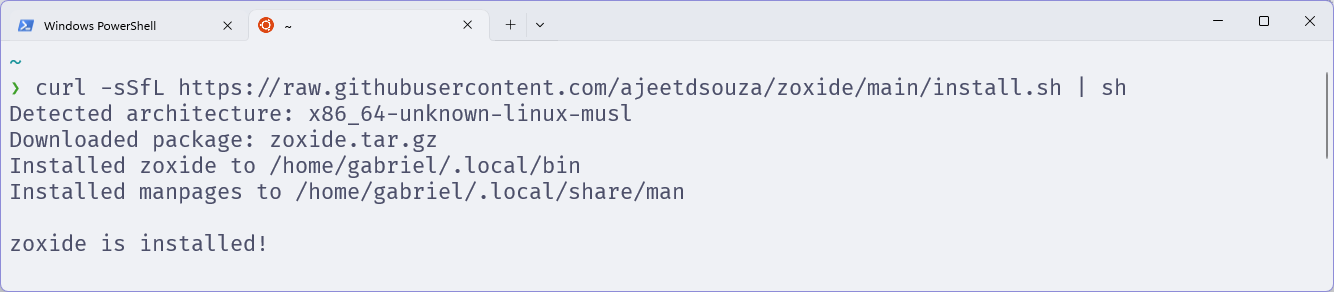 Windows PowerShell
~
~
❯ curl -sSfL https://raw.githubusercontent.com/ajeetdsouza/zoxide/main/install.sh | sh
Detected architecture: x86_64-unknown-linux-musl
Downloaded package: zoxide.tar.gz
Installed zoxide to /home/gabriel/.local/bin
Installed manpages to /home/gabriel/.local/share/man
zoxide is installed!